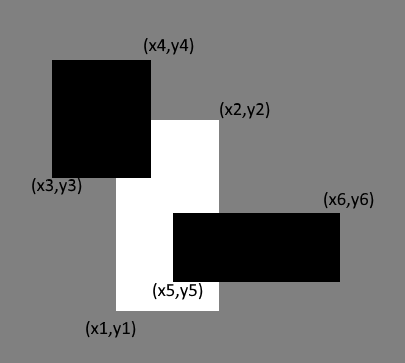 (x4,y4)
(x2,y2)
(x3,y3)
(x6,y6)
(x5,y5)
(x1,y1)